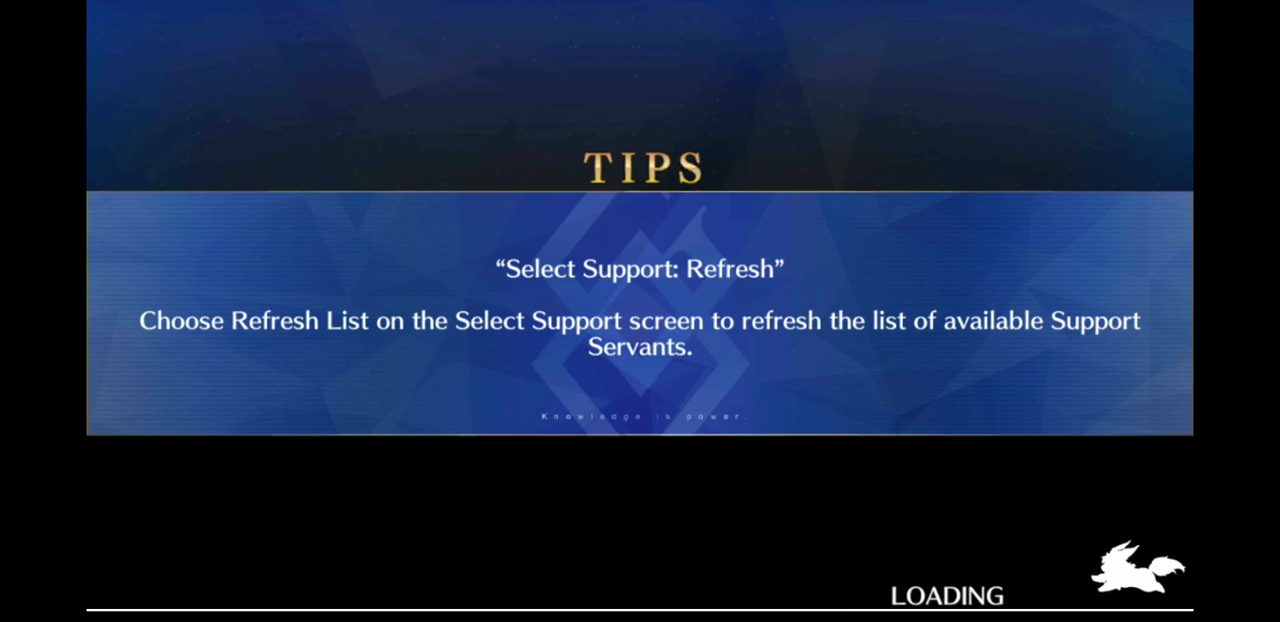 TIPS
“Select Support: Refresh”
Choose Refresh List on the Select Support screen to refresh the list of available Support
Servants.
Knowledge is power.
LOADING